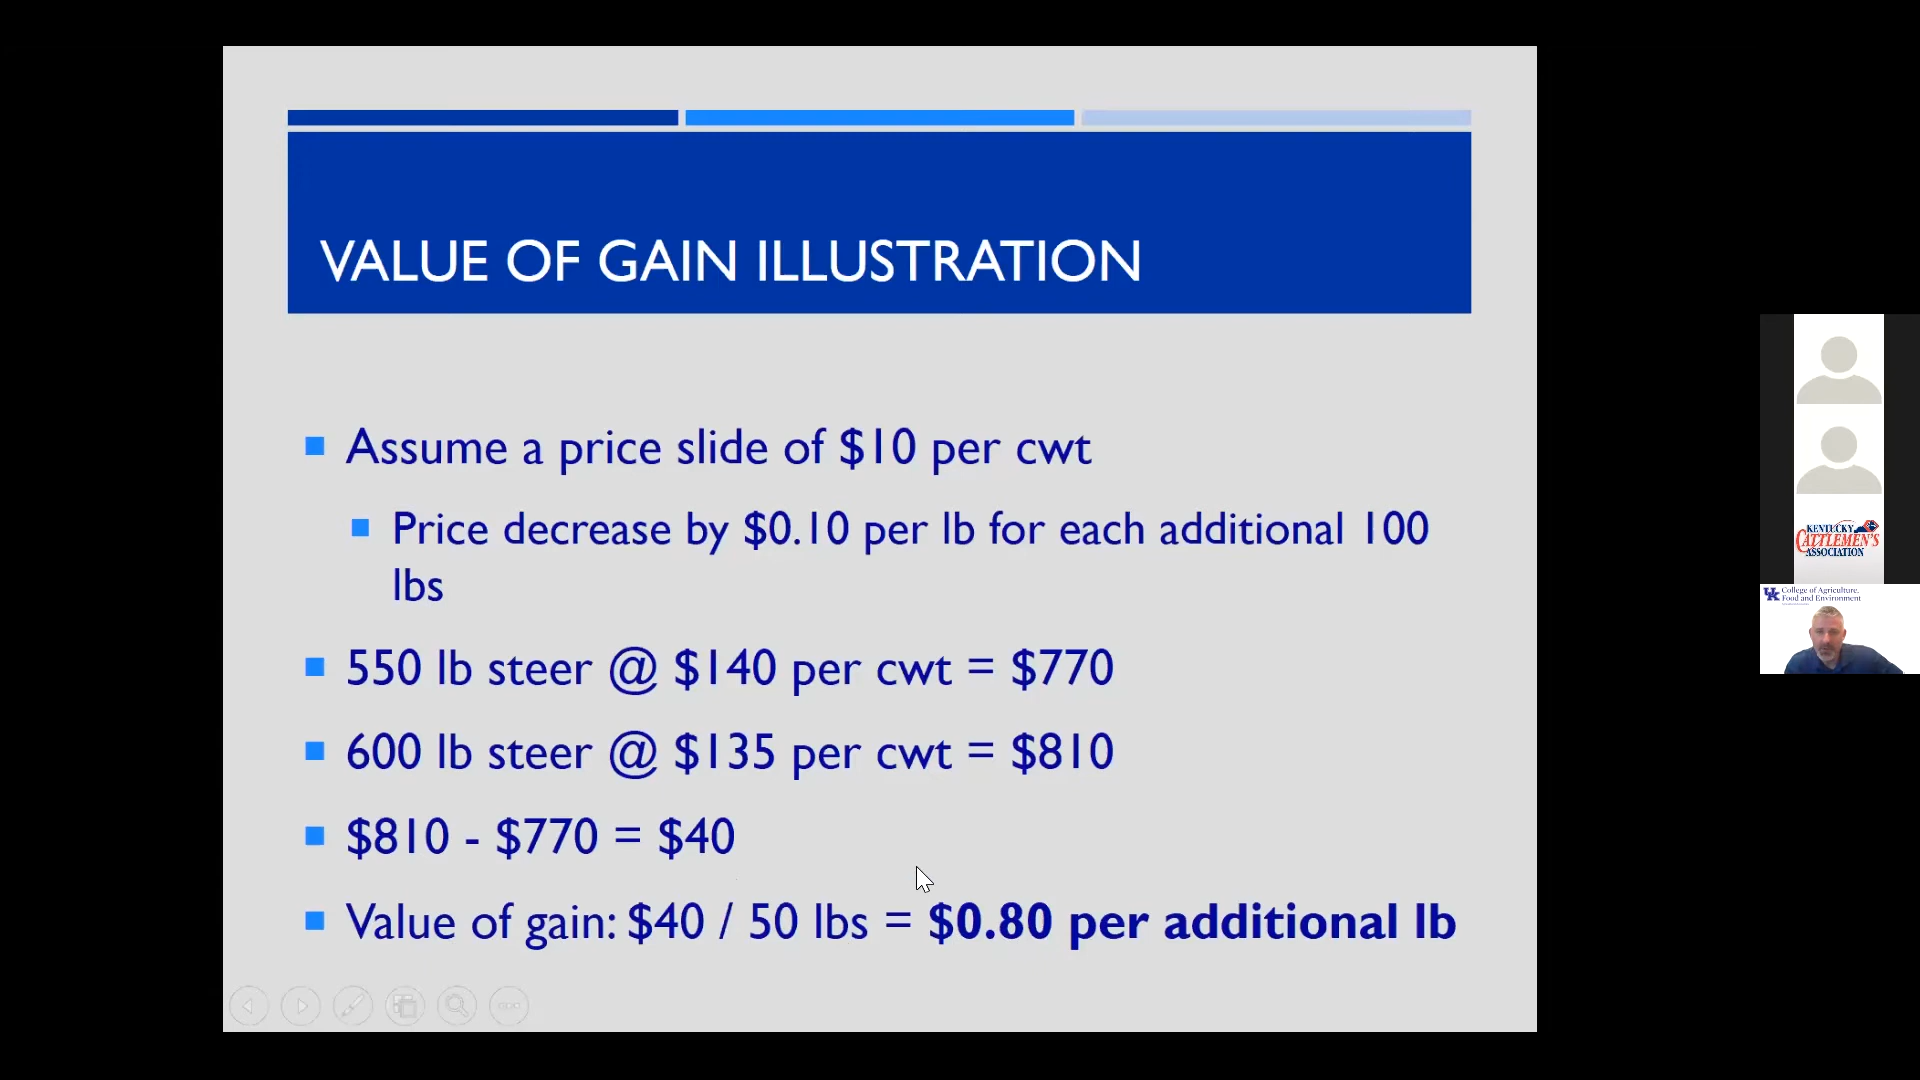 VALUE OF GAIN ILLUSTRATION
Assume a price slide of $10 per cwt
Price decrease by $0.10 per lb for each additional 100
lbs
550 lb steer @ $140 per cwt = $770
600 lb steer @ $135 per cwt = $810
$810 - $770 = $40
Value of gain: $40 / 50 lbs = $0.80 per additional lb
KENTUCKY
CATTLEMEN'S
ASSOCIATION
UK College of Agriculture,
Food and Environment